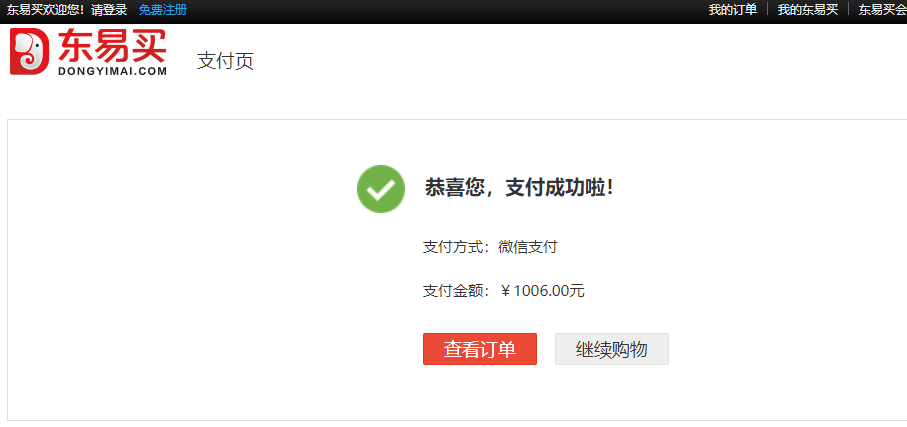 东易买欢迎您！请登录 免费注册 我的订单 我的东易买 东易买会
东易买
DONGYIMAI.COM
支付页
恭喜您，支付成功啦！
支付方式：微信支付
支付金额：￥1006.00元
查看订单 继续购物